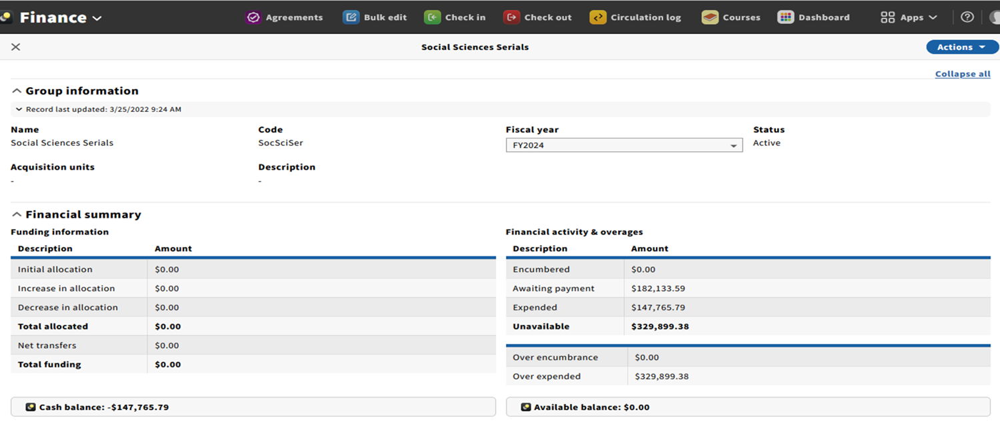 Finance Agreements Bulk edit Check in Check out Circulation log Courses Dashboard Apps ?
Social Sciences Serials Actions
Collapse all
Group information
Record last updated: 3/25/2022 9:24 AM
Name Code Fiscal year Status
Social Sciences Serials SocSciSer FY2024 Active
Acquisition units Description
- -
Financial summary
Funding information Financial activity & overages
Description Amount Description Amount
Initial allocation $0.00 Encumbered $0.00
Increase in allocation $0.00 Awaiting payment $182,133.59
Decrease in allocation $0.00 Expended $147,765.79
Total allocated $0.00 Unavailable $329,899.38
Net transfers $0.00
Over encumbrance $0.00
Total funding $0.00
Over expended $329,899.38
Cash balance: -$147,765.79 Available balance: $0.00